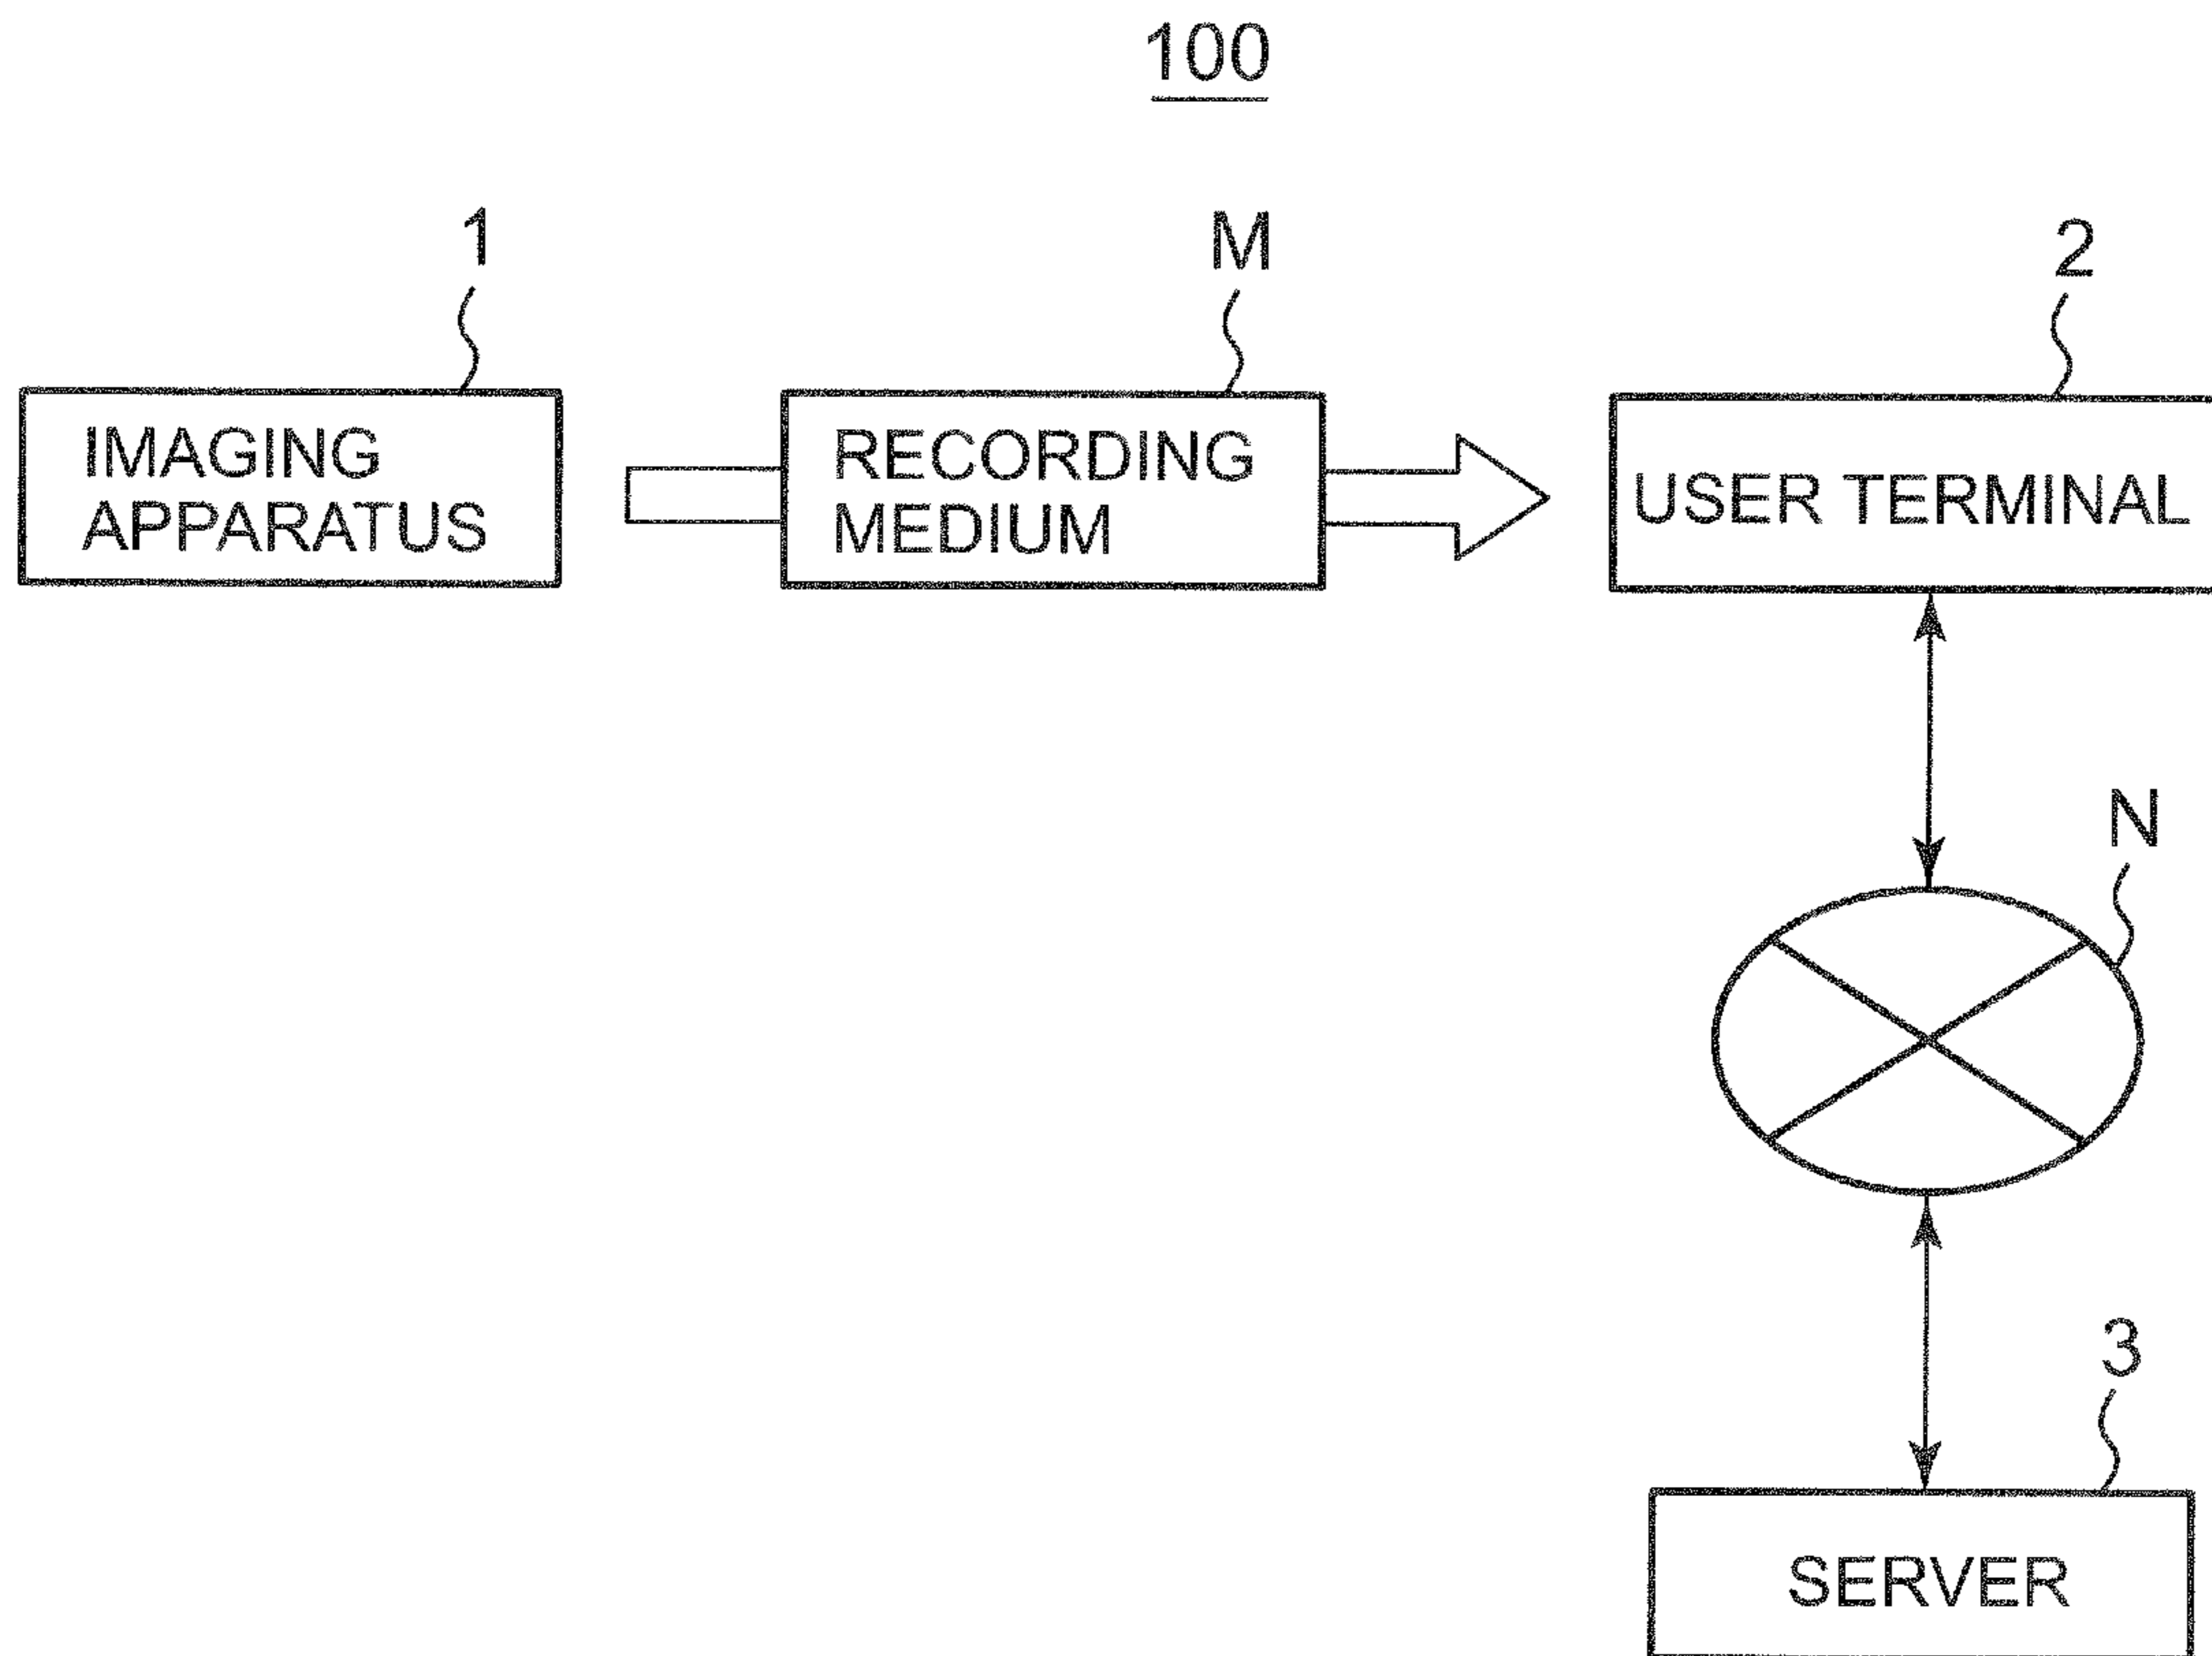 100
1
M
2
IMAGING
APPARATUS
RECORDING
MEDIUM
USER TERMINAL
N
3
SERVER